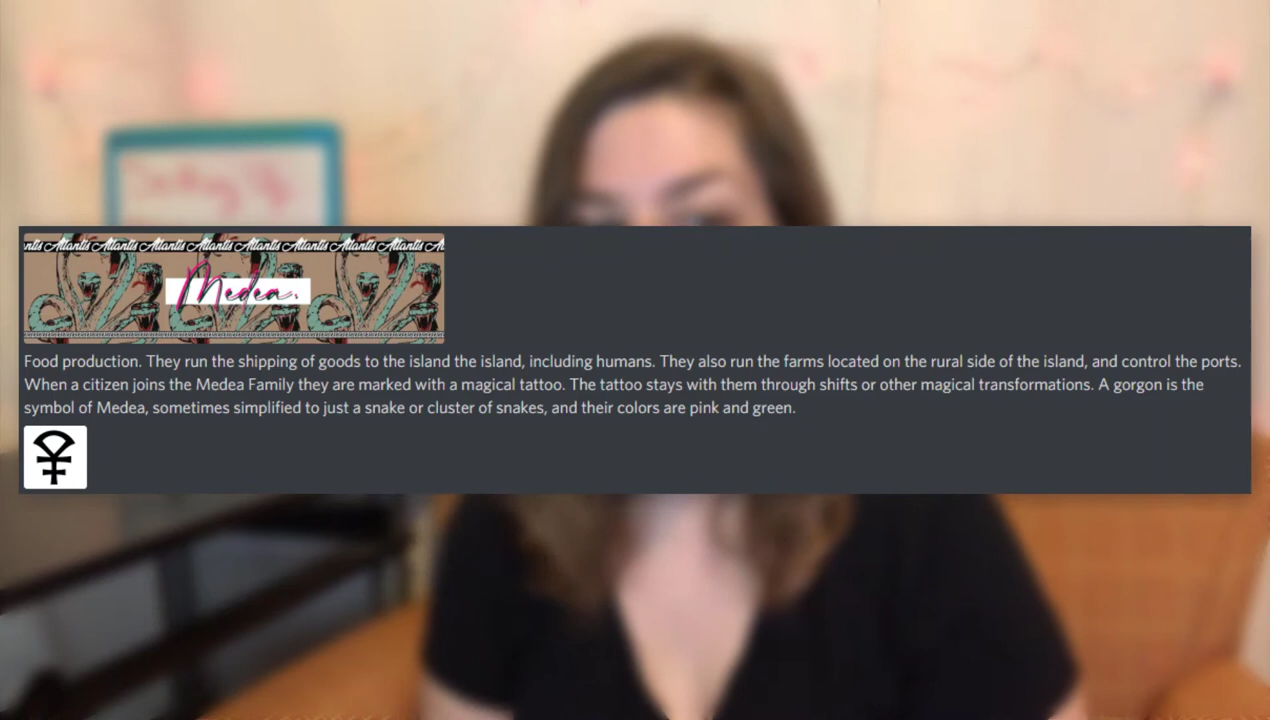 ntis Atlantis Atlantis Atlantis Atlantis Atlantis Atlantis Atlantis A
Medea.
Food production. They run the shipping of goods to the island the island, including humans. They also run the farms located on the rural side of the island, and control the ports.
When a citizen joins the Medea Family they are marked with a magical tattoo. The tattoo stays with them through shifts or other magical transformations. A gorgon is the
symbol of Medea, sometimes simplified to just a snake or cluster of snakes, and their colors are pink and green.